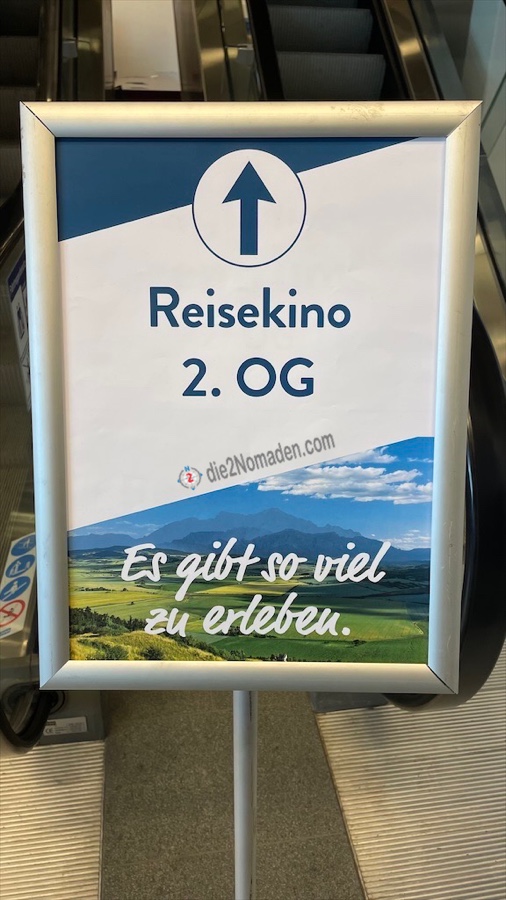 Reisekino
2. OG
die2Nomaden.com
Es gibt so viel
zu erleben.